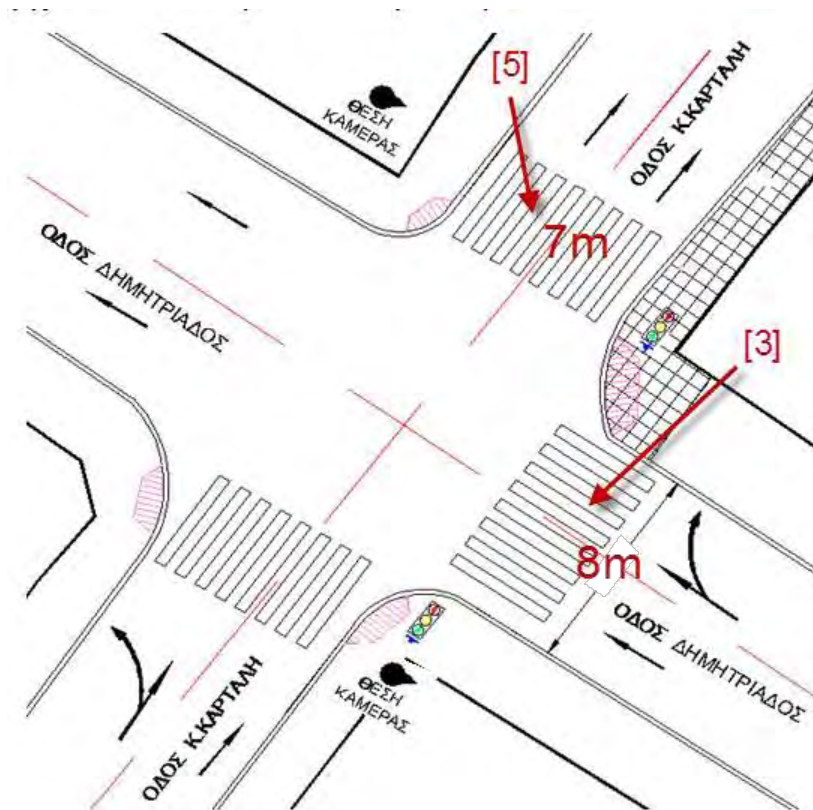 [5]
ΘΕΣΗ
ΚΑΜΕΡΑΣ
ΟΔΟΣ Κ.ΚΑΡΤΑΛΗ
7m
ΟΔΟΣ ΔΗΜΗΤΡΙΑΔΟΣ
[3]
8m
ΟΔΟΣ ΔΗΜΗΤΡΙΑΔΟΣ
ΘΕΣΗ
ΚΑΜΕΡΑΣ
ΟΔΟΣ Κ.ΚΑΡΤΑΛΗ